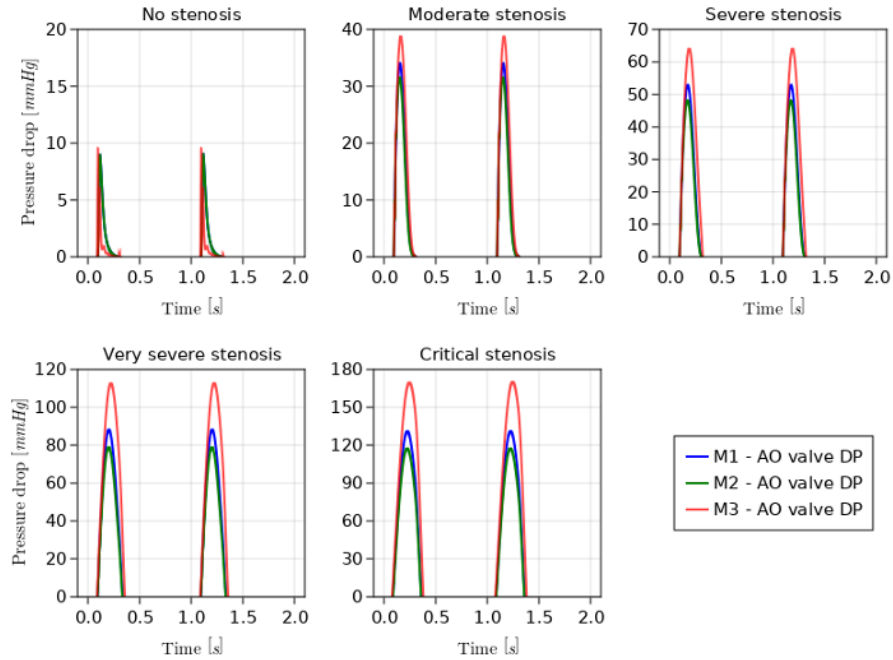 No stenosis
Moderate stenosis
Severe stenosis
Pressure drop [mmHg]
20
15
10
5
0
0.0 0.5 1.0 1.5 2.0
Time [s]
40
30
20
10
0
0.0 0.5 1.0 1.5 2.0
Time [s]
70
60
50
40
30
20
10
0
0.0 0.5 1.0 1.5 2.0
Time [s]
Very severe stenosis
Critical stenosis
Pressure drop [mmHg]
120
100
80
60
40
20
0
0.0 0.5 1.0 1.5 2.0
Time [s]
180
150
120
90
60
30
0
0.0 0.5 1.0 1.5 2.0
Time [s]
M1 - AO valve DP
M2 - AO valve DP
M3 - AO valve DP